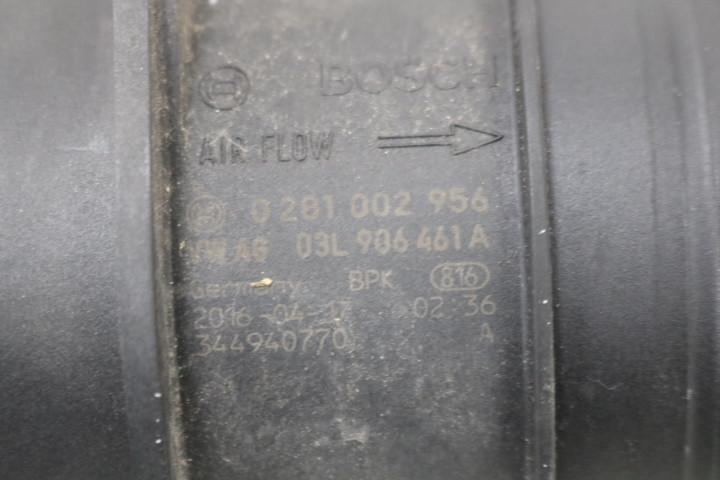 BOSCH
AIR FLOW
0 281 002 956
VW AG 03L 906 461 A
Germany BPK 816
2016-04-17 02:36
344940770 A